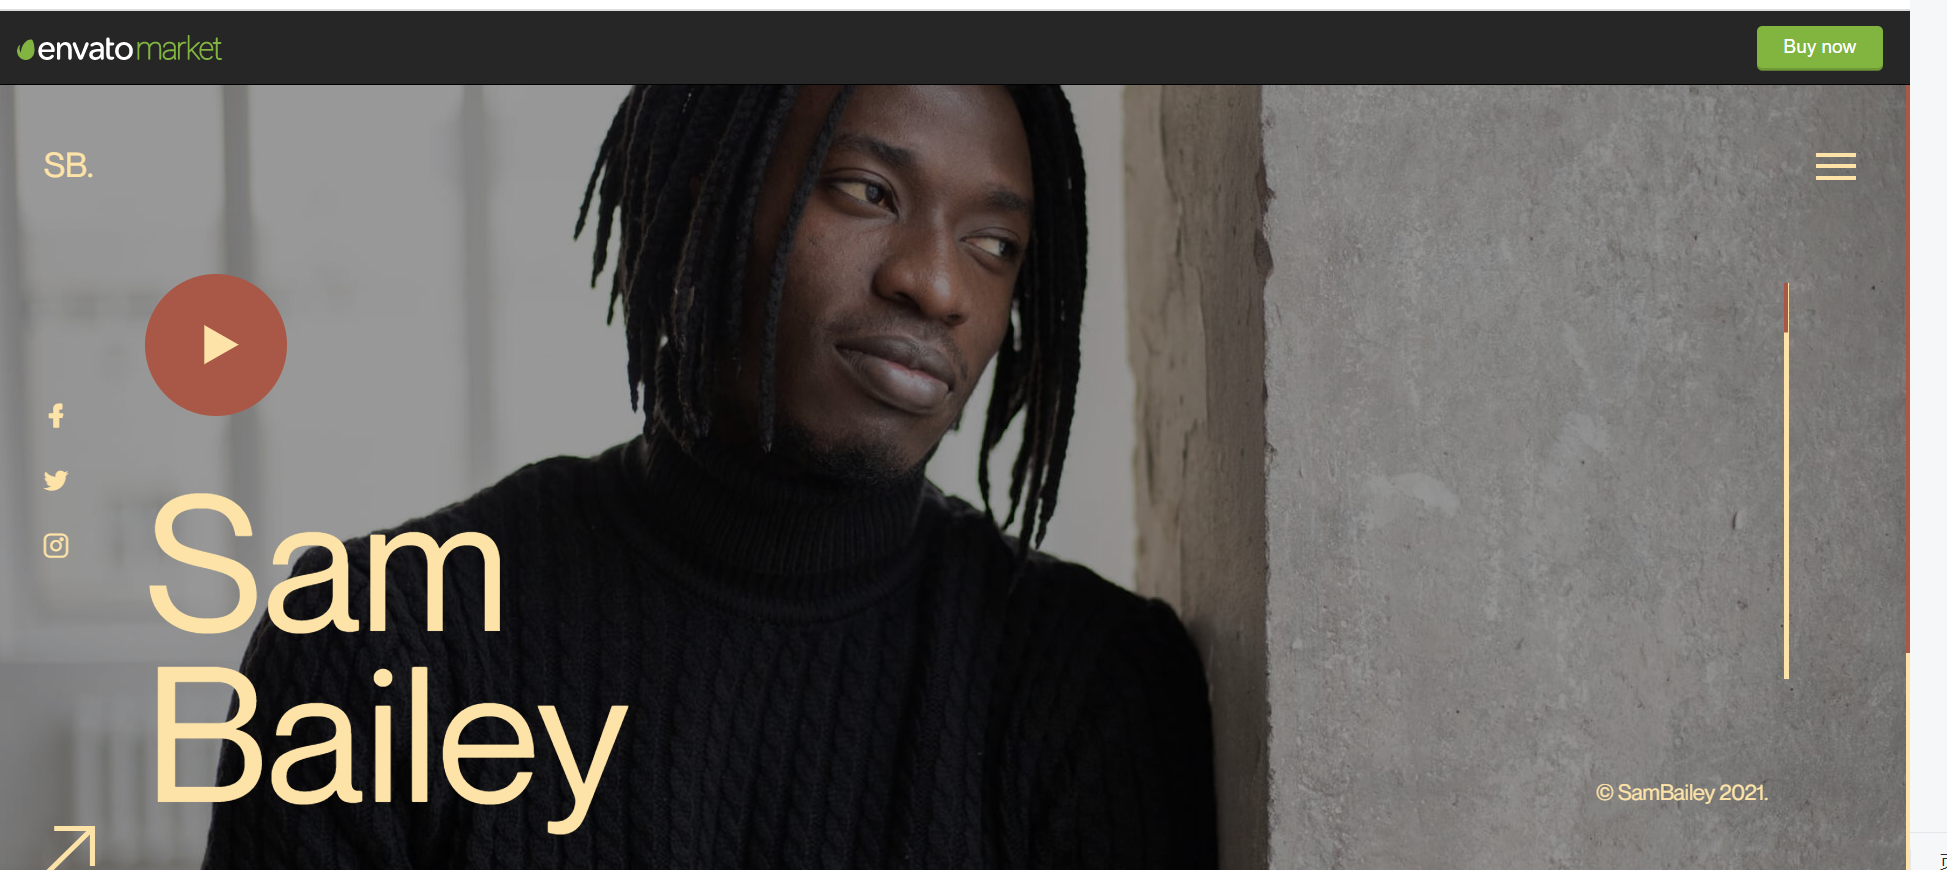 envato market
Buy now
SB.
Sam
Bailey
© SamBailey 2021.